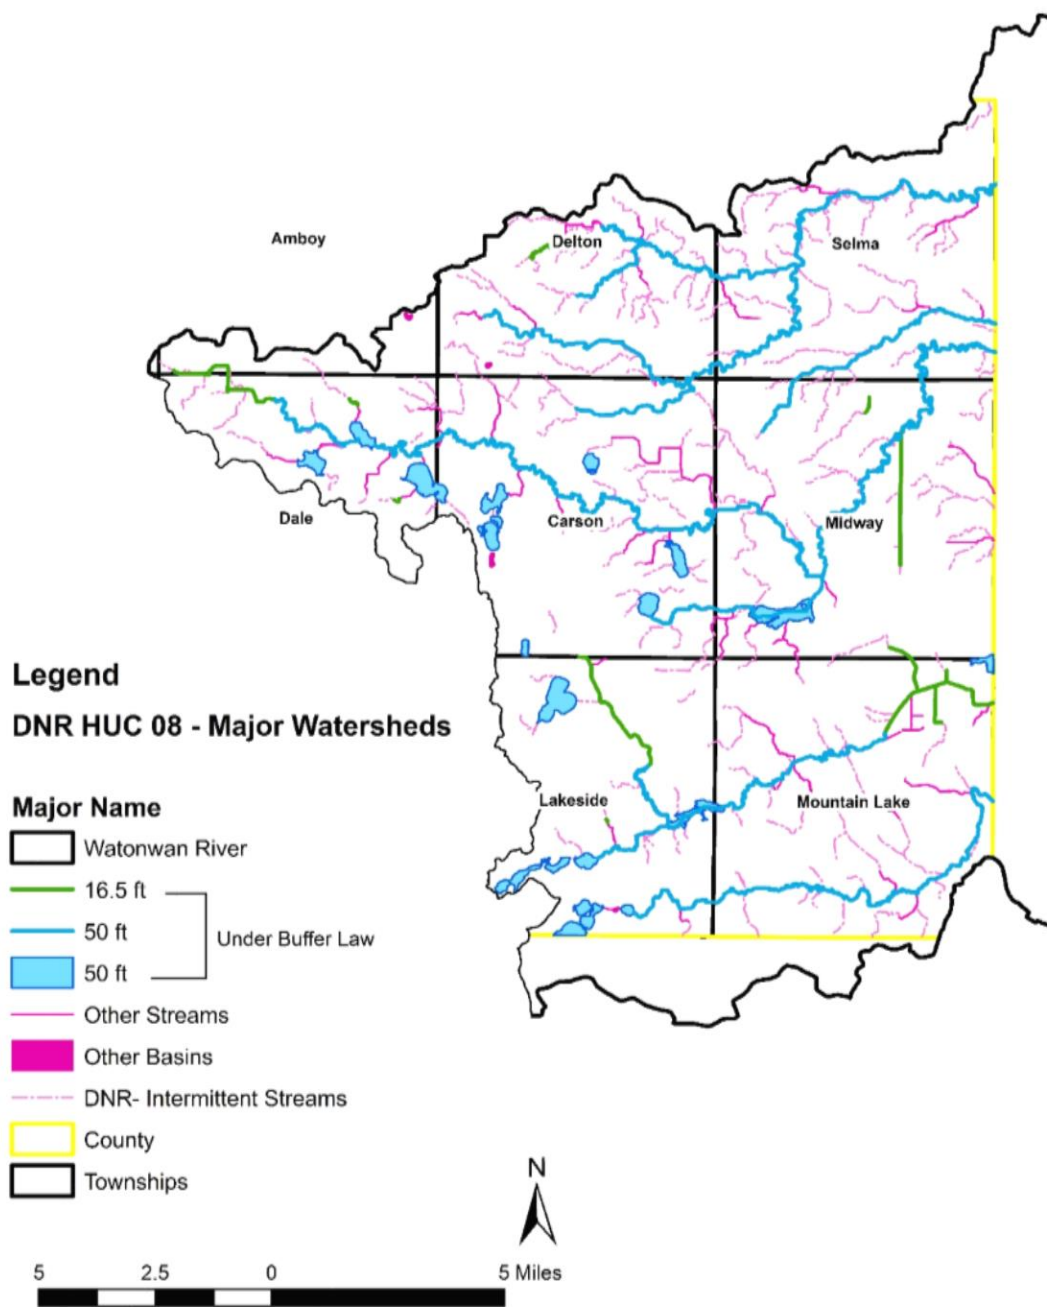 Amboy
Delton
Selma
Dale
Carson
Midway
Lakeside
Mountain Lake
Legend
DNR HUC 08 - Major Watersheds
Major Name
Watonwan River
16.5 ft
50 ft
Under Buffer Law
50 ft
Other Streams
Other Basins
DNR- Intermittent Streams
County
Townships
N
5 2.5 0 5 Miles